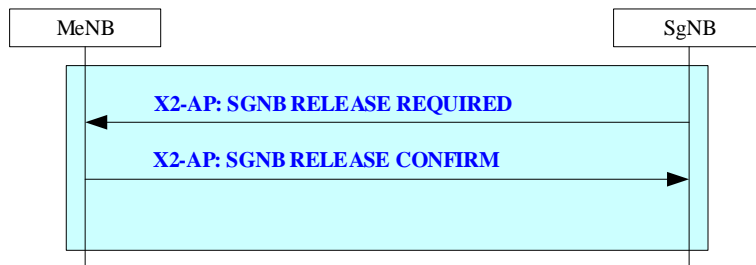 MeNB
SgNB
X2-AP: SGNB RELEASE REQUIRED
X2-AP: SGNB RELEASE CONFIRM